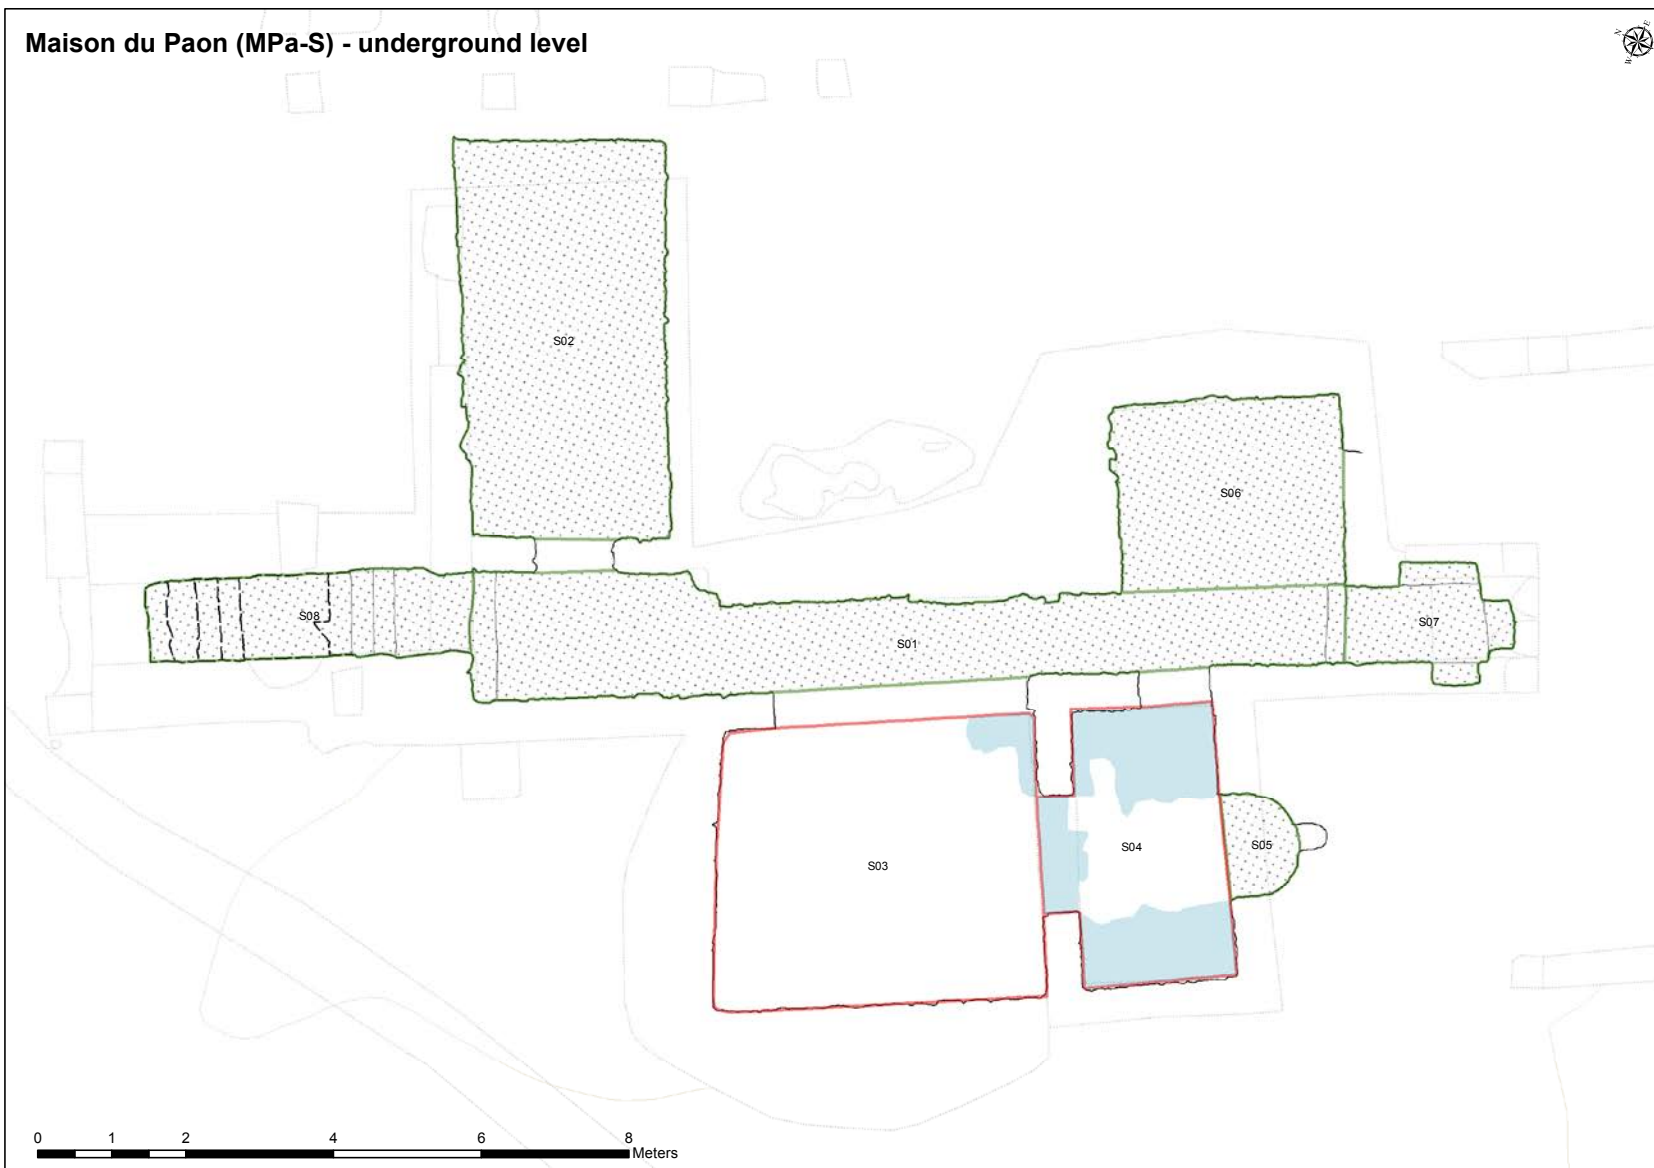 Maison du Paon (MPa-S) - underground level
N
E
W
S02
S06
S08
S07
S01
S04
S05
S03
0 1 2 4 6 8
Meters